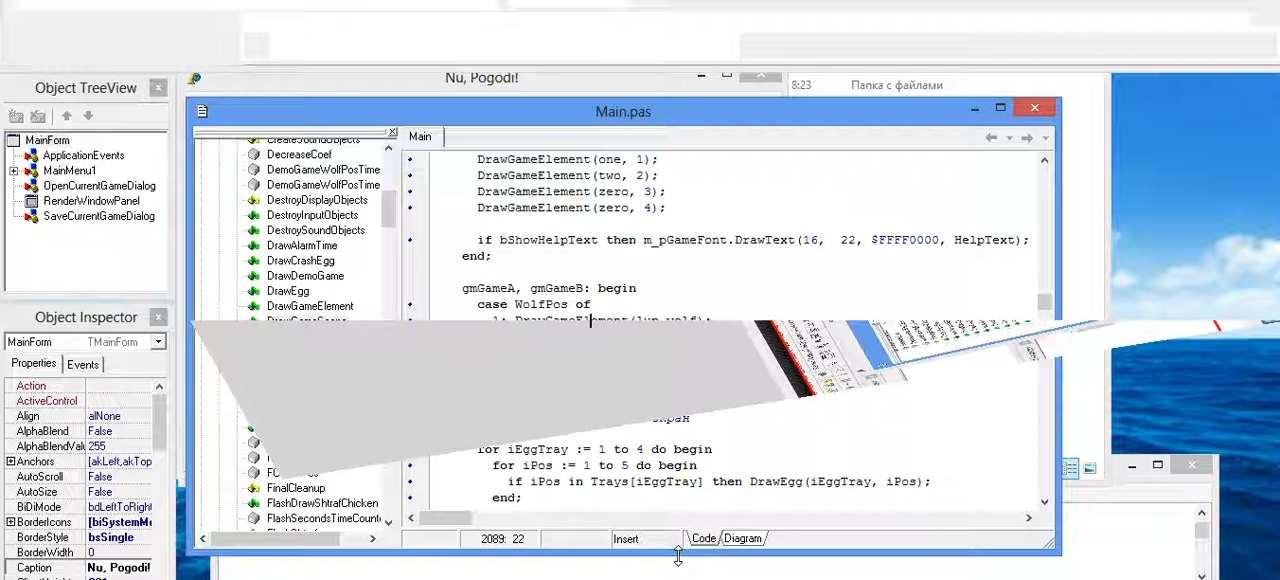 Nu, Pogodi!
8:23 Папка с файлами
Object TreeView
MainForm
ApplicationEvents
MainMenu1
OpenCurrentGameDialog
RenderWindowPanel
SaveCurrentGameDialog
Object Inspector
MainForm TMainForm
Properties Events
Action
ActiveControl
Align alNone
AlphaBlend False
AlphaBlendValu 255
Anchors [akLeft,akTop
AutoScroll False
AutoSize False
BiDiMode bdLeftToRigh
BorderIcons [biSystemMe
BorderStyle bsSingle
BorderWidth 0
Caption Nu, Pogodi!
Main.pas
CreateSoundObjects
DecreaseCoef
DemoGameWolfPosTime
DemoGameWolfPosTime
DestroyDisplayObjects
DestroyInputObjects
DestroySoundObjects
DrawAlarmTime
DrawCrashEgg
DrawDemoGame
DrawEgg
DrawGameElement
FinalCleanup
FlashDrawShtrafChicken
FlashSecondsTimeCount
Main
DrawGameElement(one, 1);
DrawGameElement(two, 2);
DrawGameElement(zero, 3);
DrawGameElement(zero, 4);
if bShowHelpText then m_pGameFont.DrawText(16, 22, $FFFF0000, HelpText);
end;
gmGameA, gmGameB: begin
case WolfPos of
1: DrawGameElement(lup_wolf);
for iEggTray := 1 to 4 do begin
for iPos := 1 to 5 do begin
if iPos in Trays[iEggTray] then DrawEgg(iEggTray, iPos);
end;
2089: 22 Insert Code Diagram